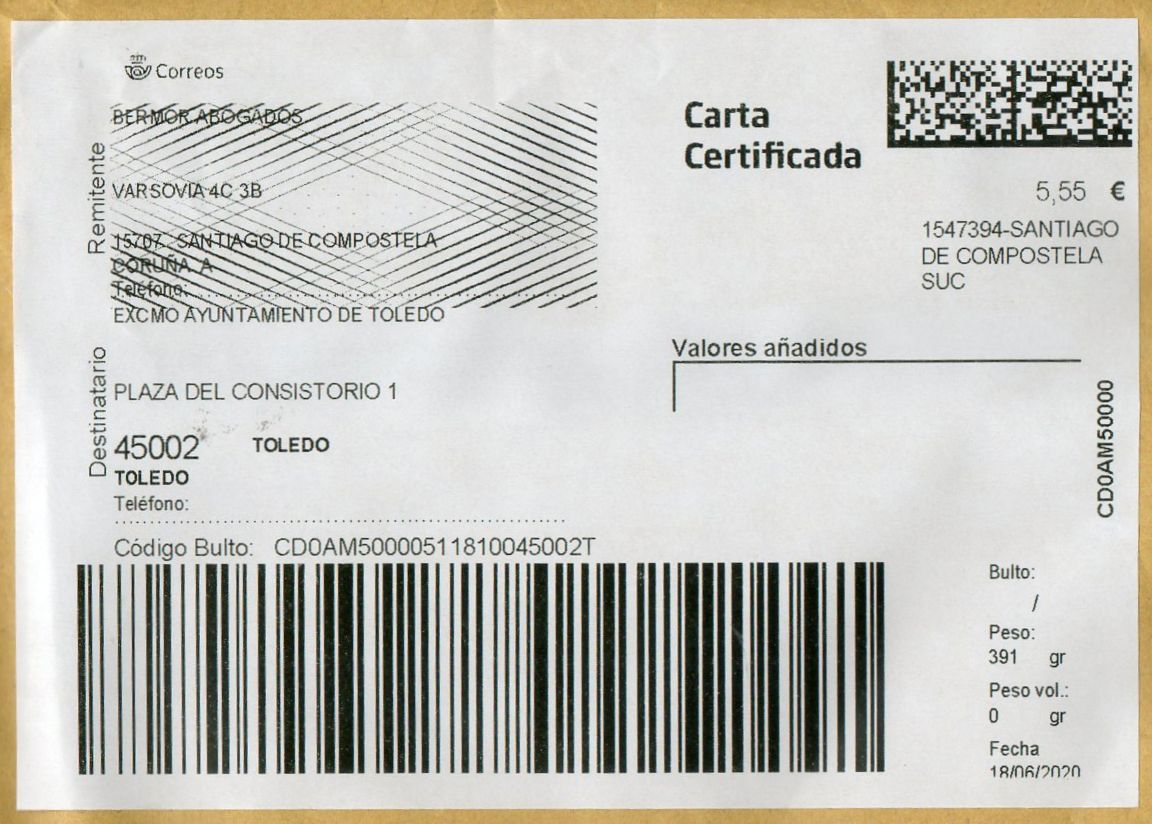 Correos
Remitente
BERMOR ABOGADOS
VARSOVIA 4C 3B
15707 SANTIAGO DE COMPOSTELA
CORUÑA A
Teléfono:
Carta
Certificada
5,55 €
1547394-SANTIAGO
DE COMPOSTELA
SUC
Destinatario
EXCMO AYUNTAMIENTO DE TOLEDO
PLAZA DEL CONSISTORIO 1
45002 TOLEDO
TOLEDO
Teléfono:
Valores añadidos
CD0AM50000
Código Bulto: CD0AM50000511810045002T
Bulto:
/
Peso:
391 gr
Peso vol.:
0 gr
Fecha
18/06/2020